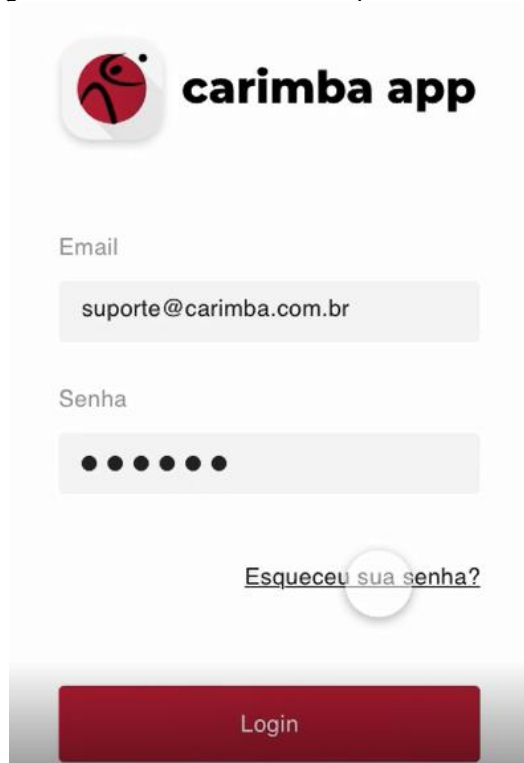 carimba app
Email
suporte@carimba.com.br
Senha
Esqueceu sua senha?
Login